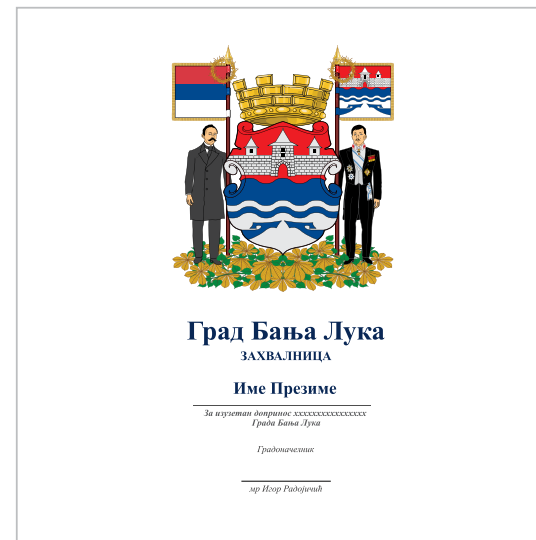 Град Бања Лука
ЗАХВАЛНИЦА
Име Презиме
За изузетан допринос xxxxxxxxxxxxxxxx
Града Бања Лука
Градоначелник
мр Игор Радојичић